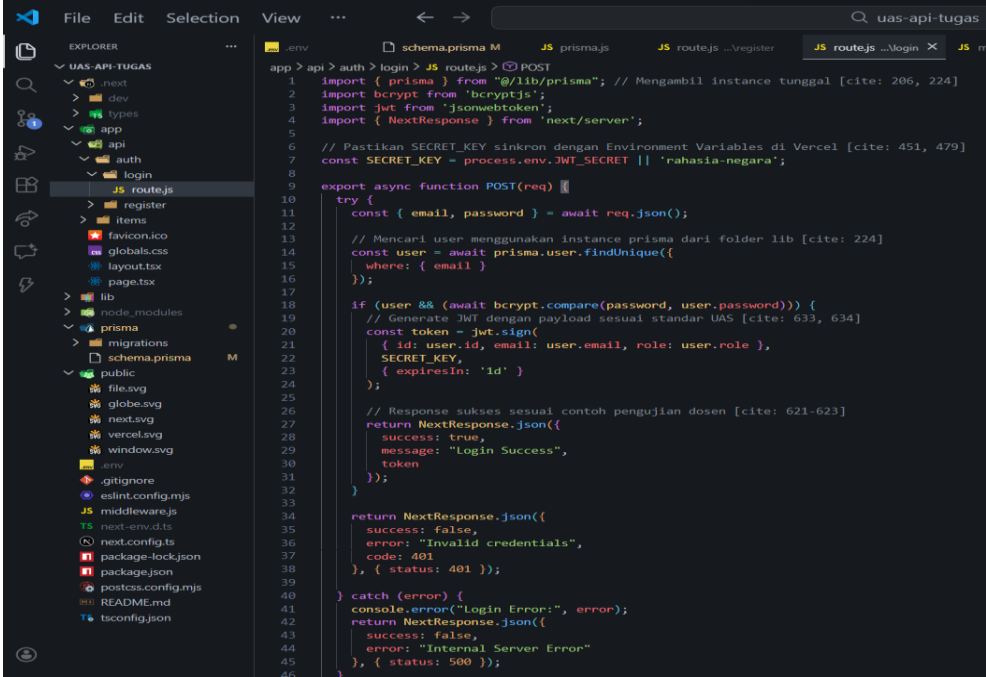 File Edit Selection View ··· ← → uas-api-tugas
EXPLORER ···
UAS-API-TUGAS
.next
dev
types
app
api
auth
login
JS route.js
register
items
favicon.ico
globals.css
layout.tsx
page.tsx
lib
node_modules
prisma
migrations
schema.prisma M
public
file.svg
globe.svg
next.svg
vercel.svg
window.svg
.env
.gitignore
eslint.config.mjs
JS middleware.js
TS next-env.d.ts
next.config.ts
package-lock.json
package.json
postcss.config.mjs
README.md
tsconfig.json
.env schema.prisma M JS prisma.js JS route.js ...\register JS route.js ...\login × JS m
app > api > auth > login > JS route.js > POST
1 import { prisma } from "@/lib/prisma"; // Mengambil instance tunggal [cite: 206, 224]
2 import bcrypt from 'bcryptjs';
3 import jwt from 'jsonwebtoken';
4 import { NextResponse } from 'next/server';
5
6 // Pastikan SECRET_KEY sinkron dengan Environment Variables di Vercel [cite: 451, 479]
7 const SECRET_KEY = process.env.JWT_SECRET || 'rahasia-negara';
8
9 export async function POST(req) {
10 try {
11 const { email, password } = await req.json();
12
13 // Mencari user menggunakan instance prisma dari folder lib [cite: 224]
14 const user = await prisma.user.findUnique({
15 where: { email }
16 });
17
18 if (user && (await bcrypt.compare(password, user.password))) {
19 // Generate JWT dengan payload sesuai standar UAS [cite: 633, 634]
20 const token = jwt.sign(
21 { id: user.id, email: user.email, role: user.role },
22 SECRET_KEY,
23 { expiresIn: '1d' }
24 );
25
26 // Response sukses sesuai contoh pengujian dosen [cite: 621-623]
27 return NextResponse.json({
28 success: true,
29 message: "Login Success",
30 token
31 });
32 }
33
34 return NextResponse.json({
35 success: false,
36 error: "Invalid credentials",
37 code: 401
38 }, { status: 401 });
39
40 } catch (error) {
41 console.error("Login Error:", error);
42 return NextResponse.json({
43 success: false,
44 error: "Internal Server Error"
45 }, { status: 500 });
46 }